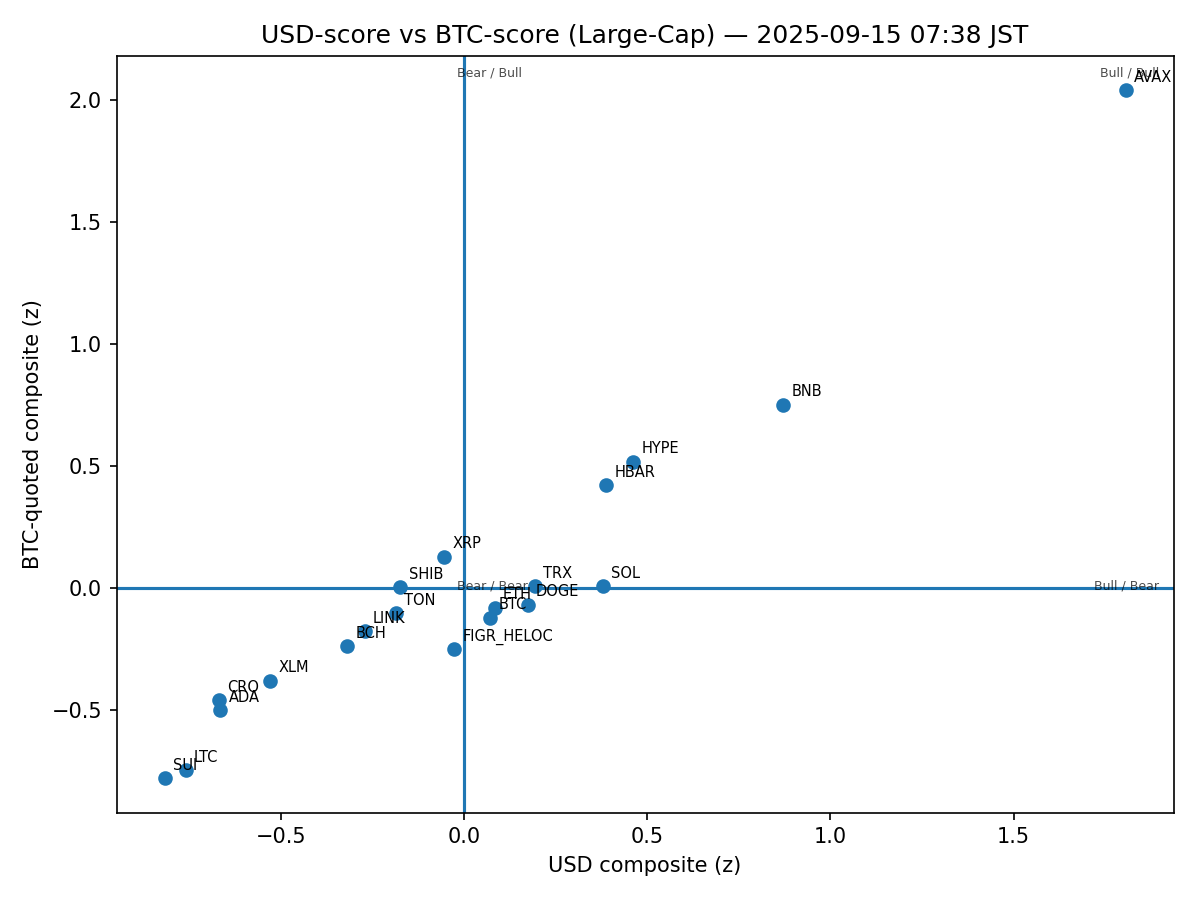 USD-score vs BTC-score (Large-Cap) — 2025-09-15 07:38 JST
Bear / Bull
Bull / Bull
AVAX
2.0
1.5
1.0
0.5
0.0
−0.5
BTC-quoted composite (z)
BNB
HYPE
HBAR
XRP
SHIB
TRX
SOL
Bear / Bear
Bull / Bear
ETH
DOGE
TON
BTC
LINK
BCH
FIGR_HELOC
XLM
CRO
ADA
LTC
SUI
−0.5
0.0
0.5
1.0
1.5
USD composite (z)